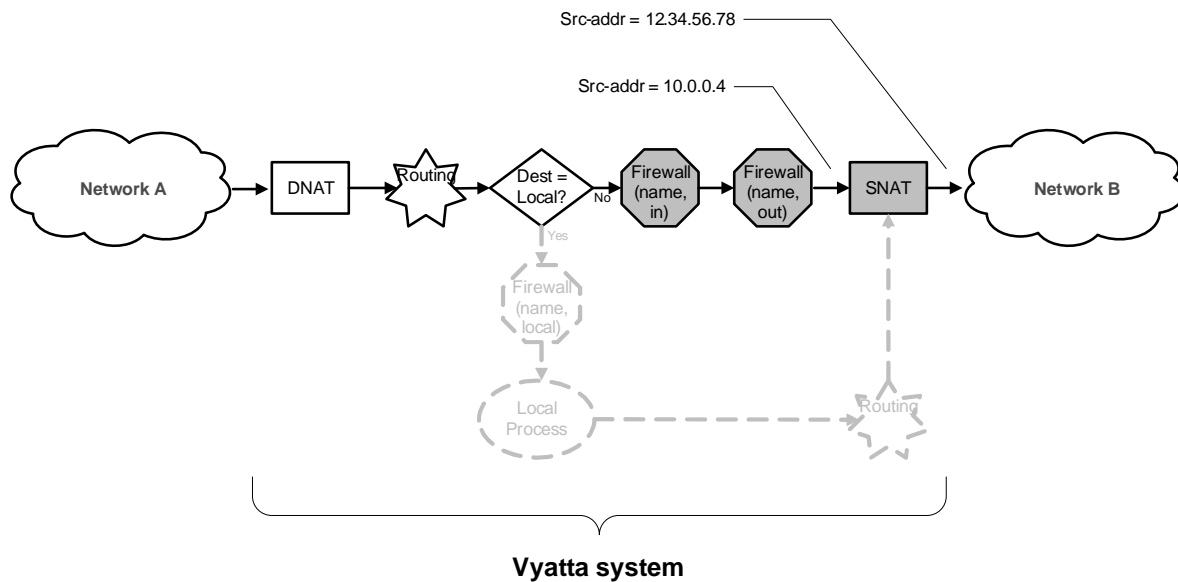 Src-addr = 12.34.56.78
Src-addr = 10.0.0.4
Network A
DNAT
Routing
Dest =
Local?
No
Firewall
(name,
in)
Firewall
(name,
out)
SNAT
Network B
Yes
Firewall
(name,
local)
Local
Process
Routing
Vyatta system